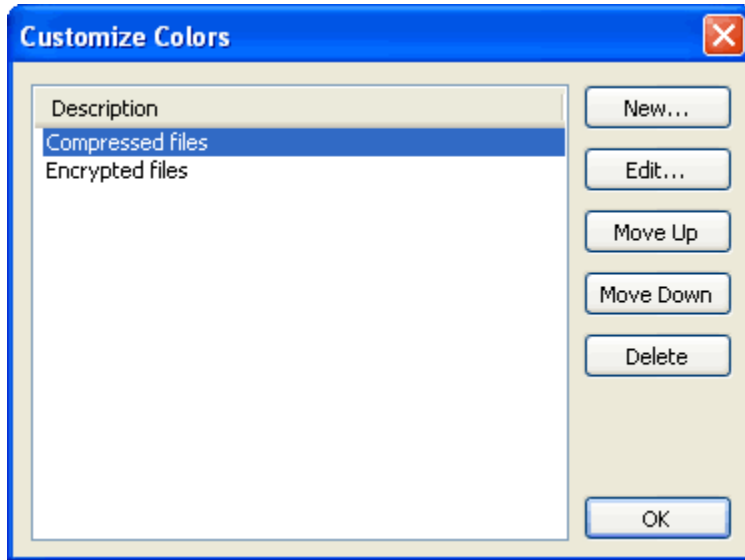 Customize Colors
Description
Compressed files
Encrypted files
New...
Edit...
Move Up
Move Down
Delete
OK